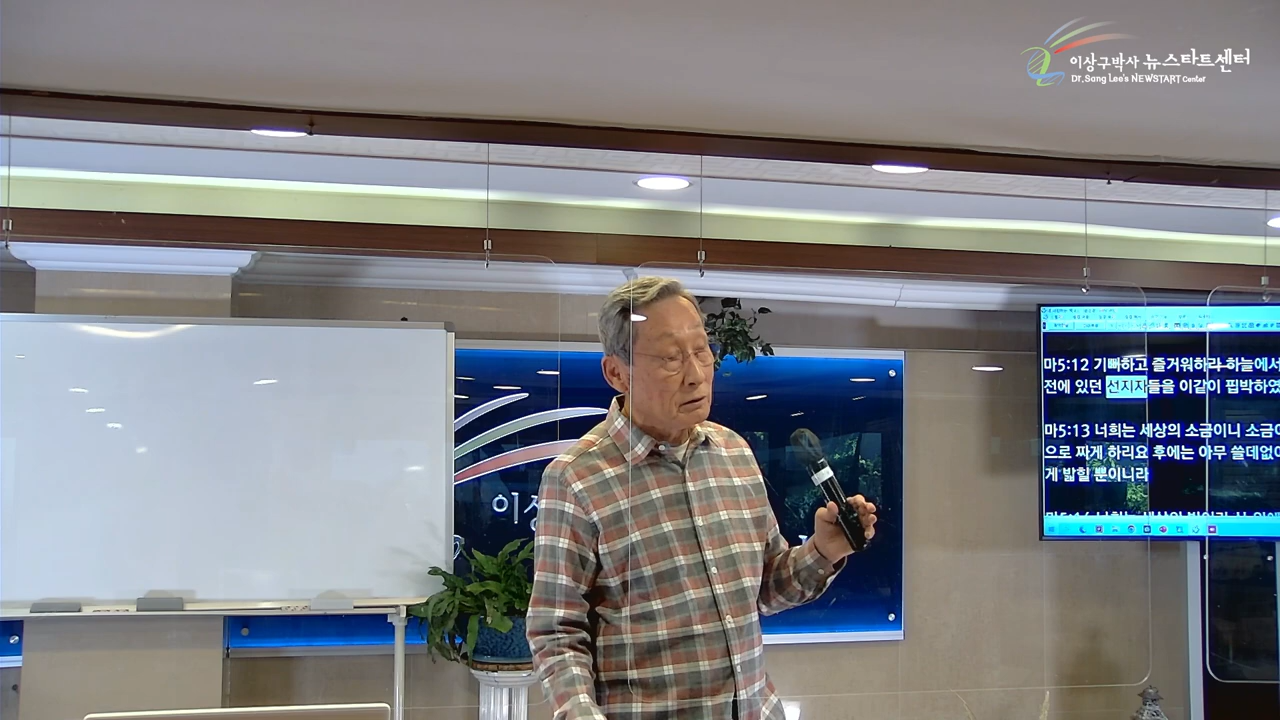 이상구박사 뉴스타트센터
Dr. Sang Lee's NEWSTART Center
마5:12 기뻐하고 즐거워하라 하늘에서
전에 있던 선지자들을 이같이 핍박하였
마5:13 너희는 세상의 소금이니 소금이
으로 짜게 하리요 후에는 아무 쓸데없이
게 밟힐 뿐이니라
이상